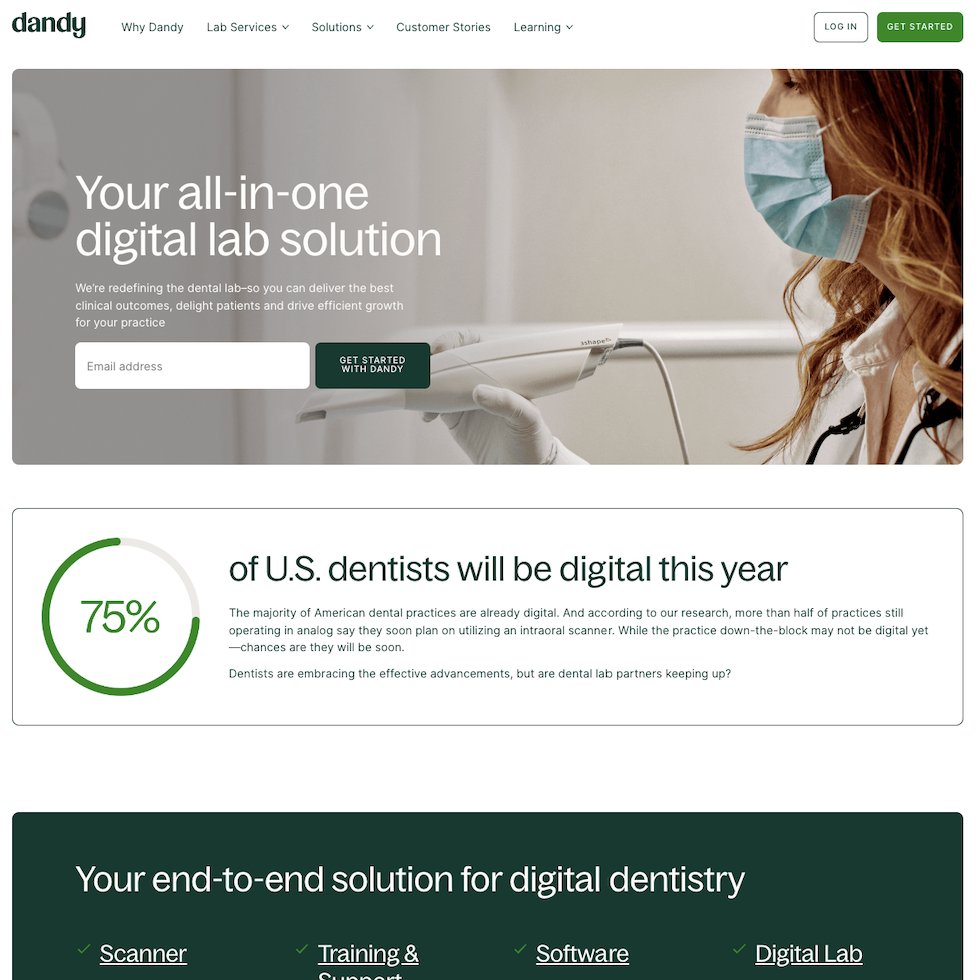 dandy
Why Dandy
Lab Services
Solutions
Customer Stories
Learning
LOG IN
GET STARTED
Your all-in-one
digital lab solution
We're redefining the dental lab–so you can deliver the best
clinical outcomes, delight patients and drive efficient growth
for your practice
Email address
GET STARTED
WITH DANDY
3shape
75%
of U.S. dentists will be digital this year
The majority of American dental practices are already digital. And according to our research, more than half of practices still
operating in analog say they soon plan on utilizing an intraoral scanner. While the practice down-the-block may not be digital yet
—chances are they will be soon.
Dentists are embracing the effective advancements, but are dental lab partners keeping up?
Your end-to-end solution for digital dentistry
Scanner
Training &
Support
Software
Digital Lab